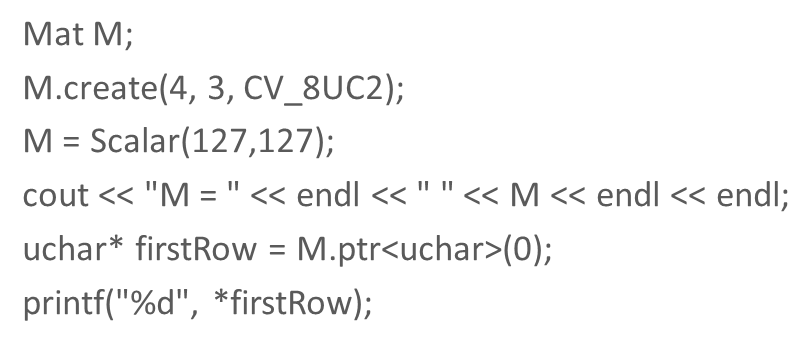 Mat M;
M.create(4, 3, CV_8UC2);
M = Scalar(127,127);
cout << "M = " << endl << " " << M << endl << endl;
uchar* firstRow = M.ptr<uchar>(0);
printf("%d", *firstRow);